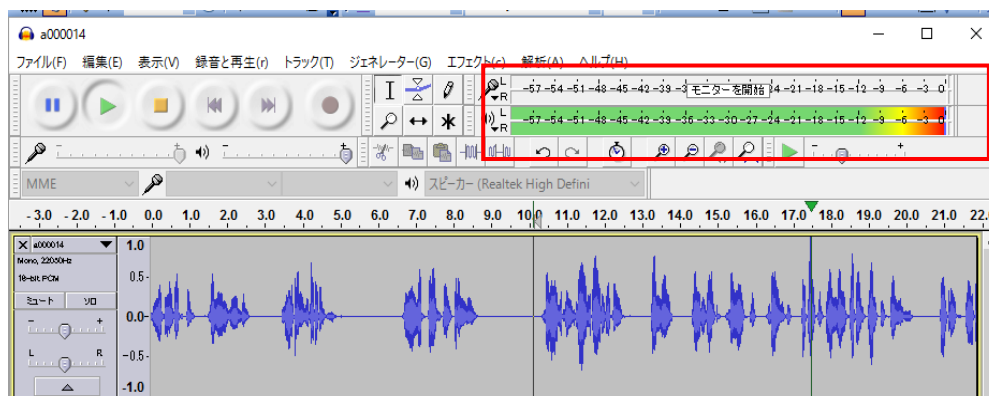 a000014
ファイル(F) 編集(E) 表示(V) 録音と再生(r) トラック(T) ジェネレーター(G) エフェクト(c) 解析(A) ヘルプ(H)
L
R
-57 -54 -51 -48 -45 -42 -39 -3 モニターを開始 24 -21 -18 -15 -12 -9 -6 -3 0
L
R
-57 -54 -51 -48 -45 -42 -39 -36 -33 -30 -27 -24 -21 -18 -15 -12 -9 -6 -3 0
- +
MME スピーカー (Realtek High Defini
-3.0 -2.0 -1.0 0.0 1.0 2.0 3.0 4.0 5.0 6.0 7.0 8.0 9.0 10.0 11.0 12.0 13.0 14.0 15.0 16.0 17.0 18.0 19.0 20.0 21.0 22.
a000014 1.0
Mono, 22050Hz
16-bit PCM 0.5
ミュート ソロ
- + 0.0
L R -0.5
-1.0